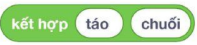 kết hợp táo chuối